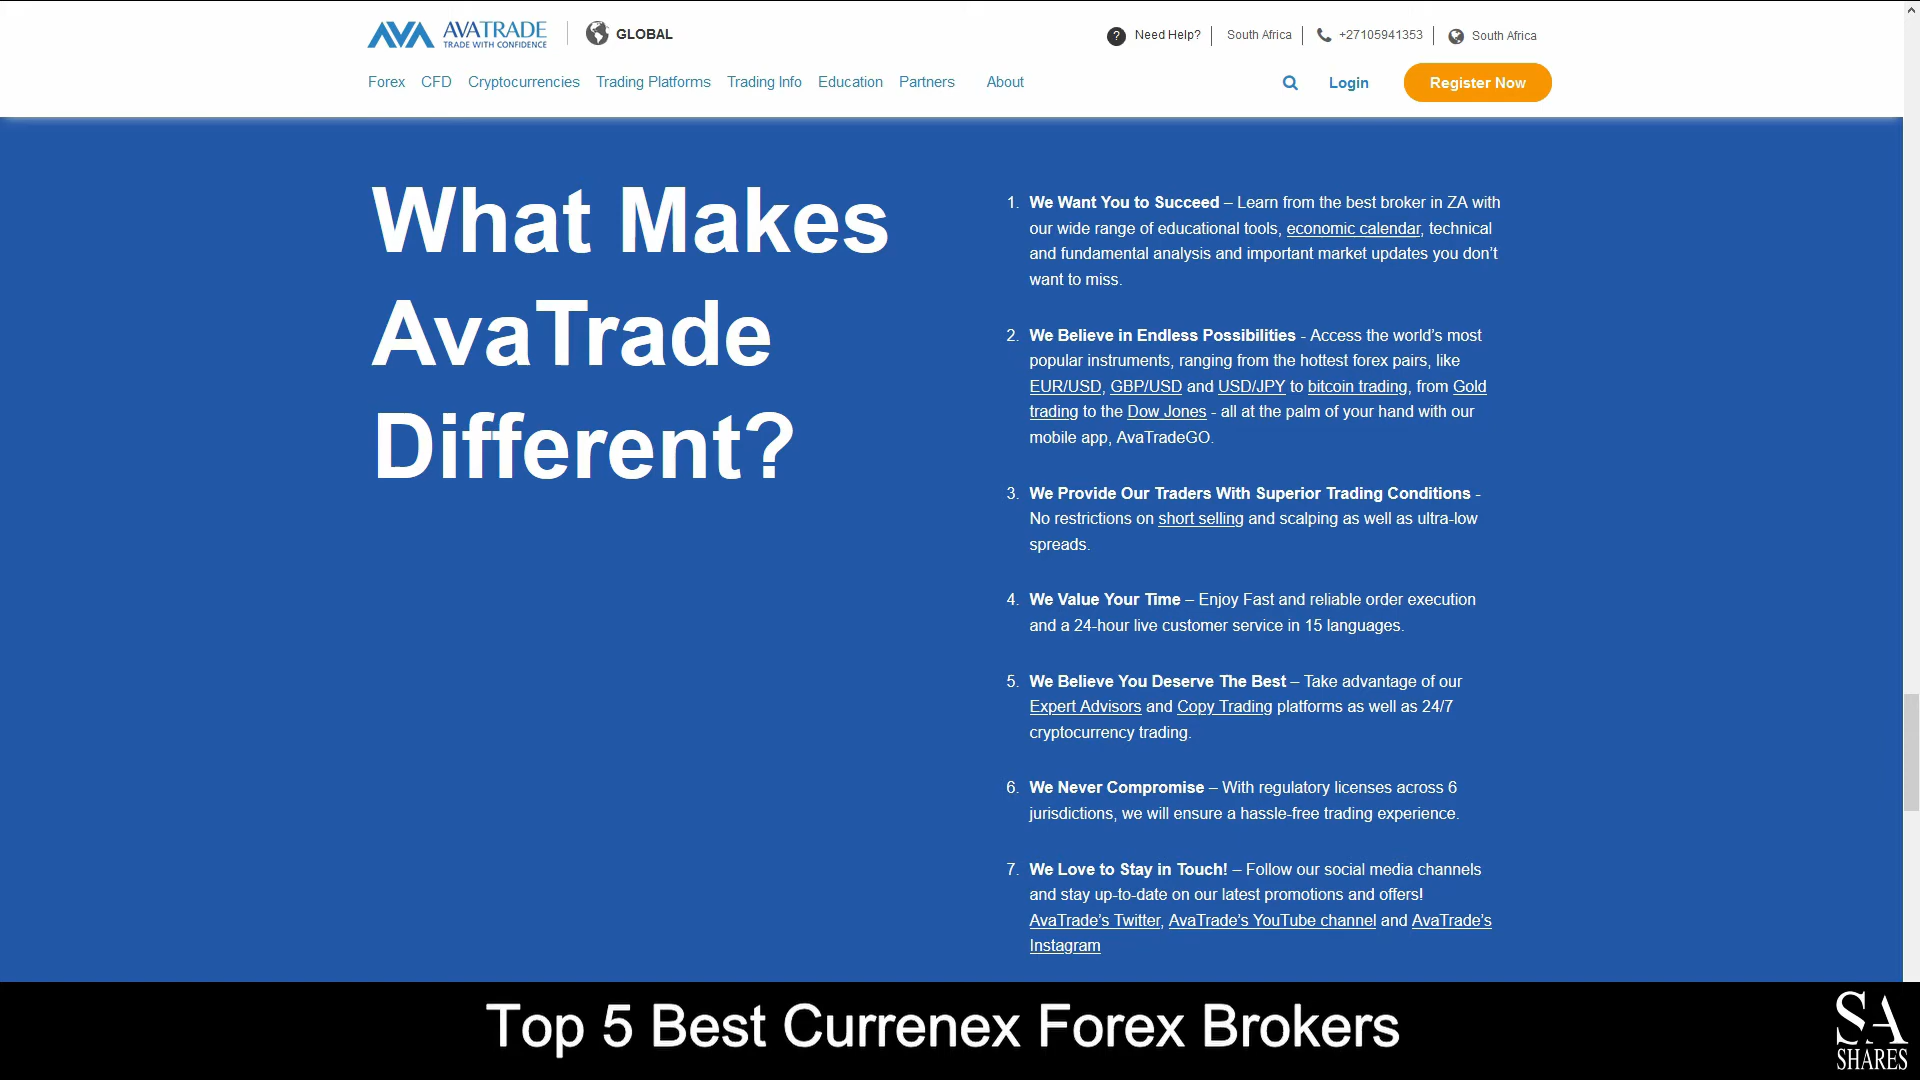 AVA AVATRADE
TRADE WITH CONFIDENCE
GLOBAL
? Need Help?
South Africa
+27105941353
South Africa
Forex CFD Cryptocurrencies Trading Platforms Trading Info Education Partners About
Login
Register Now
What Makes
AvaTrade
Different?
1. We Want You to Succeed – Learn from the best broker in ZA with
our wide range of educational tools, economic calendar, technical
and fundamental analysis and important market updates you don’t
want to miss.
2. We Believe in Endless Possibilities - Access the world’s most
popular instruments, ranging from the hottest forex pairs, like
EUR/USD, GBP/USD and USD/JPY to bitcoin trading, from Gold
trading to the Dow Jones - all at the palm of your hand with our
mobile app, AvaTradeGO.
3. We Provide Our Traders With Superior Trading Conditions -
No restrictions on short selling and scalping as well as ultra-low
spreads.
4. We Value Your Time – Enjoy Fast and reliable order execution
and a 24-hour live customer service in 15 languages.
5. We Believe You Deserve The Best – Take advantage of our
Expert Advisors and Copy Trading platforms as well as 24/7
cryptocurrency trading.
6. We Never Compromise – With regulatory licenses across 6
jurisdictions, we will ensure a hassle-free trading experience.
7. We Love to Stay in Touch! – Follow our social media channels
and stay up-to-date on our latest promotions and offers!
AvaTrade’s Twitter, AvaTrade’s YouTube channel and AvaTrade’s
Instagram
Top 5 Best Currenex Forex Brokers
SA
SHARES